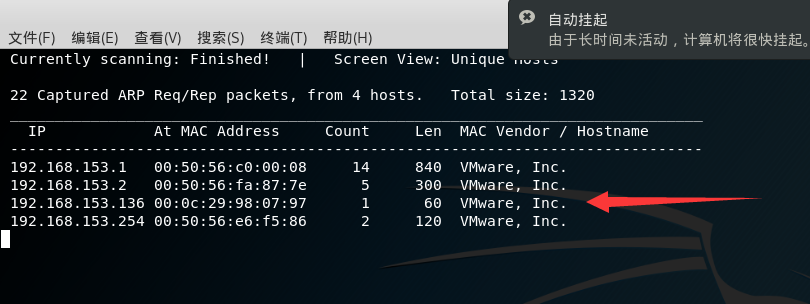 自动挂起
由于长时间未活动，计算机将很快挂起。
文件(F) 编辑(E) 查看(V) 搜索(S) 终端(T) 帮助(H)
Currently scanning: Finished! | Screen View: Unique Hosts
22 Captured ARP Req/Rep packets, from 4 hosts. Total size: 1320
IP At MAC Address Count Len MAC Vendor / Hostname
192.168.153.1 00:50:56:c0:00:08 14 840 VMware, Inc.
192.168.153.2 00:50:56:fa:87:7e 5 300 VMware, Inc.
192.168.153.136 00:0c:29:98:07:97 1 60 VMware, Inc.
192.168.153.254 00:50:56:e6:f5:86 2 120 VMware, Inc.